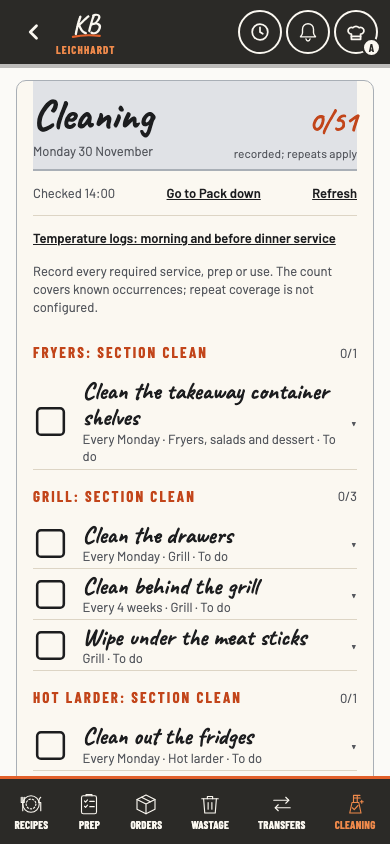 KB
LEICHHARDT
A
Cleaning
0/51
Monday 30 November
recorded; repeats apply
Checked 14:00
Go to Pack down
Refresh
Temperature logs: morning and before dinner service
Record every required service, prep or use. The count
covers known occurrences; repeat coverage is not
configured.
FRYERS: SECTION CLEAN
0/1
Clean the takeaway container
shelves
Every Monday · Fryers, salads and dessert · To
do
GRILL: SECTION CLEAN
0/3
Clean the drawers
Every Monday · Grill · To do
Clean behind the grill
Every 4 weeks · Grill · To do
Wipe under the meat sticks
Grill · To do
HOT LARDER: SECTION CLEAN
0/1
Clean out the fridges
Every Monday · Hot larder · To do
RECIPES
PREP
ORDERS
WASTAGE
TRANSFERS
CLEANING